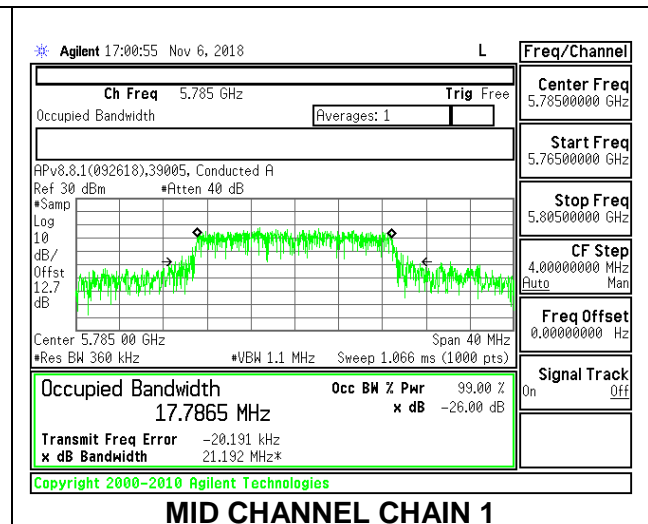 Agilent 17:00:55 Nov 6, 2018 L
Freq/Channel
Ch Freq 5.785 GHz Trig Free
Occupied Bandwidth Averages: 1
APv8.8.1(092618),39005, Conducted A
Ref 30 dBm #Atten 40 dB
#Samp
Log
10
dB/
Offst
12.7
dB
Center 5.785 00 GHz Span 40 MHz
#Res BW 360 kHz #VBW 1.1 MHz Sweep 1.066 ms (1000 pts)
Occupied Bandwidth Occ BW % Pwr 99.00 %
17.7865 MHz x dB -26.00 dB
Transmit Freq Error -20.191 kHz
x dB Bandwidth 21.192 MHz*
Copyright 2000-2010 Agilent Technologies
Center Freq
5.78500000 GHz
Start Freq
5.76500000 GHz
Stop Freq
5.80500000 GHz
CF Step
4.00000000 MHz
Auto Man
Freq Offset
0.00000000 Hz
Signal Track
On Off
MID CHANNEL CHAIN 1